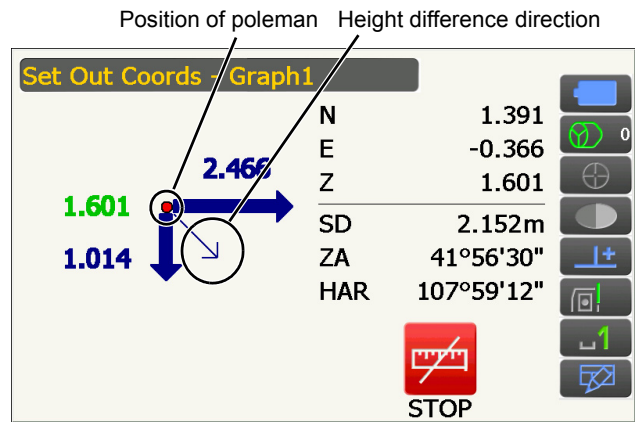 Position of poleman Height difference direction
Set Out Coords - Graph1
N 1.391
E -0.366
Z 1.601
SD 2.152m
ZA 41°56'30"
HAR 107°59'12"
2.466
1.601
1.014
0
1
STOP